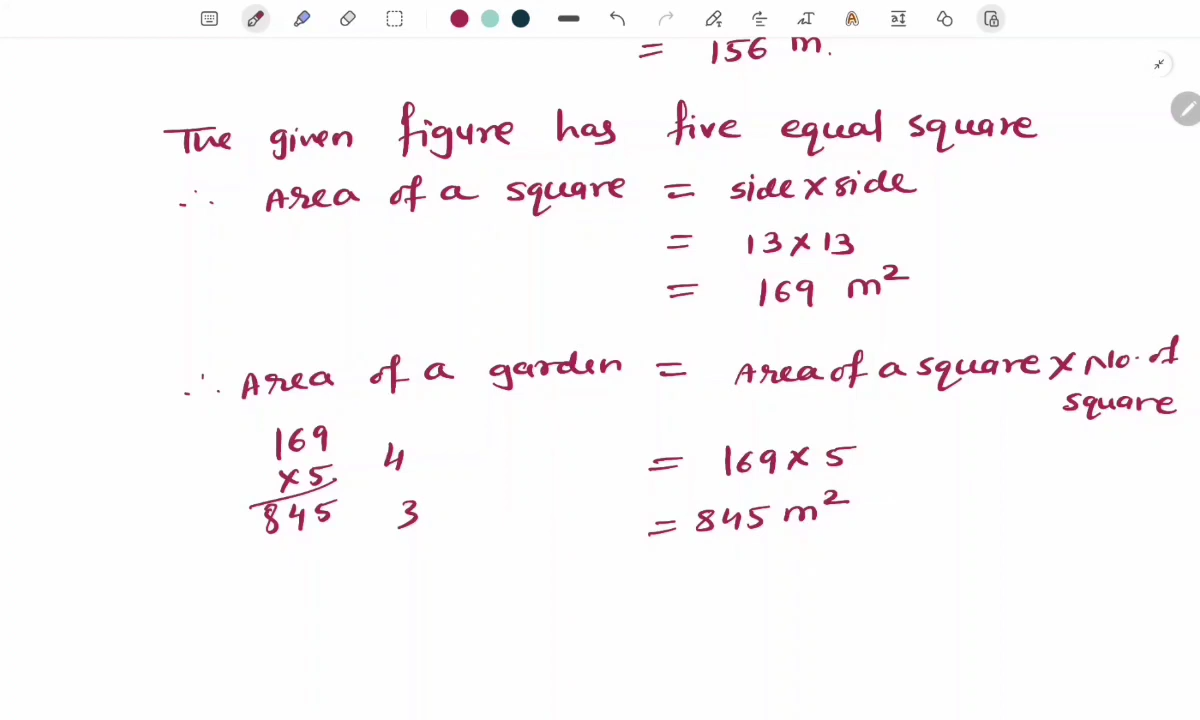 = 156 m.
The given figure has five equal square
∴ Area of a square = side x side
= 13 x 13
= 169 m²
∴ Area of a garden = Area of a square x No. of
square
169 4
x 5
845 3
= 169 x 5
= 845 m²